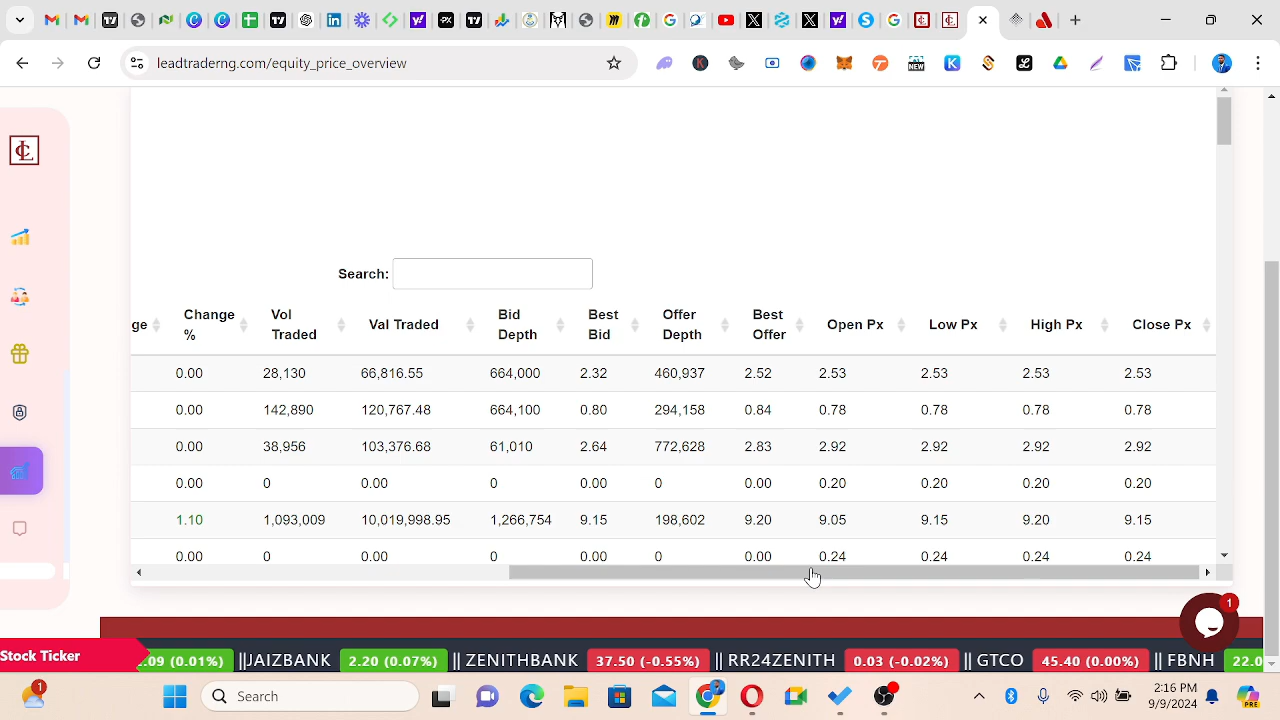 leadtraderng.com/equity_price_overview
NEW
Search:
ge Change % Vol Traded Val Traded Bid Depth Best Bid Offer Depth Best Offer Open Px Low Px High Px Close Px
0.00 28,130 66,816.55 664,000 2.32 460,937 2.52 2.53 2.53 2.53 2.53
0.00 142,890 120,767.48 664,100 0.80 294,158 0.84 0.78 0.78 0.78 0.78
0.00 38,956 103,376.68 61,010 2.64 772,628 2.83 2.92 2.92 2.92 2.92
0.00 0 0.00 0 0.00 0 0.00 0.20 0.20 0.20 0.20
1.10 1,093,009 10,019,998.95 1,266,754 9.15 198,602 9.20 9.05 9.15 9.20 9.15
0.00 0 0.00 0 0.00 0 0.00 0.24 0.24 0.24 0.24
1
Stock Ticker .09 (0.01%) ||JAIZBANK 2.20 (0.07%) || ZENITHBANK 37.50 (-0.55%) || RR24ZENITH 0.03 (-0.02%) || GTCO 45.40 (0.00%) || FBNH 22.0
1 Search 2:16 PM
9/9/2024
PRE